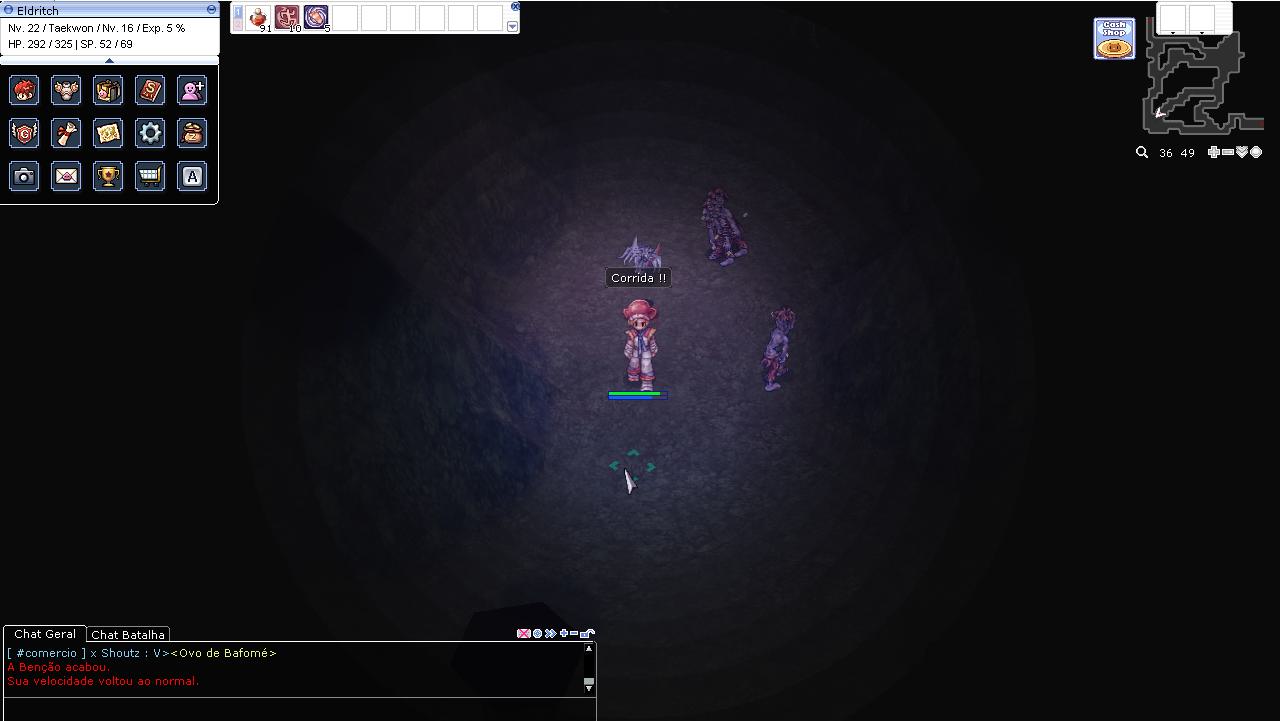 Eldritch
Nv. 22 / Taekwon / Nv. 16 / Exp. 5 %
HP. 292 / 325 | SP. 52 / 69
91
10
5
Cash
Shop
36 49
Corrida !!
Chat Geral
Chat Batalha
[ #comercio ] x Shoutz : V><Ovo de Bafomé>
A Benção acabou.
Sua velocidade voltou ao normal.